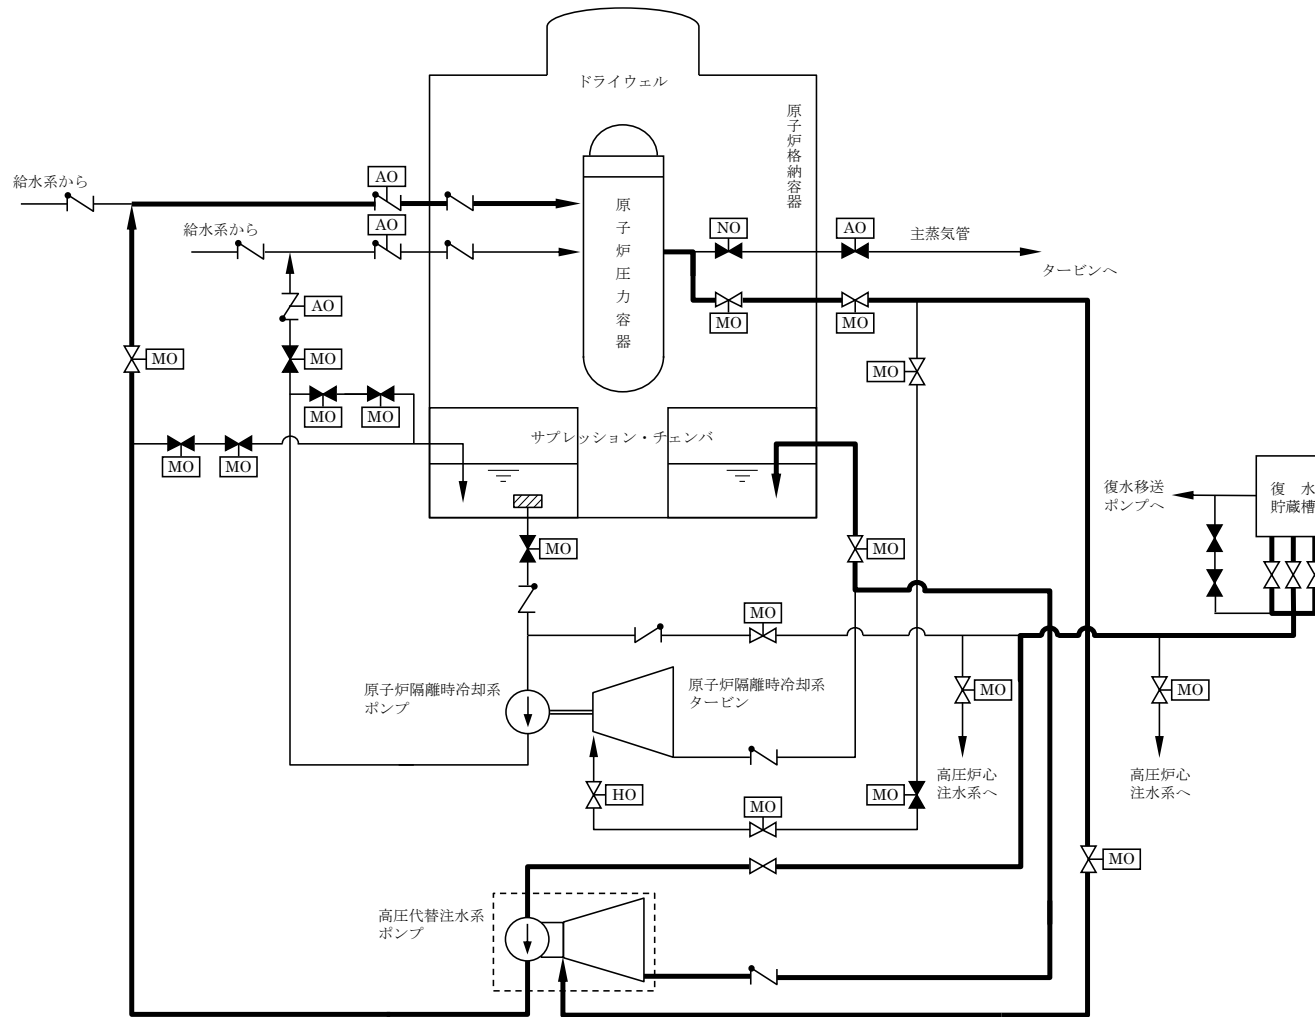 ドライウェル
原子炉格納容器
給水系から
AO
AO
給水系から
原子炉圧力容器
NO
AO
主蒸気管
タービンへ
AO
MO
MO
MO
MO
MO
MO
MO
サプレッション・チェンバ
MO
MO
復水移送
ポンプへ
復水
貯蔵槽
MO
MO
MO
原子炉隔離時冷却系
ポンプ
原子炉隔離時冷却系
タービン
MO
MO
高圧炉心
注水系へ
高圧炉心
注水系へ
HO
MO
MO
MO
高圧代替注水系
ポンプ